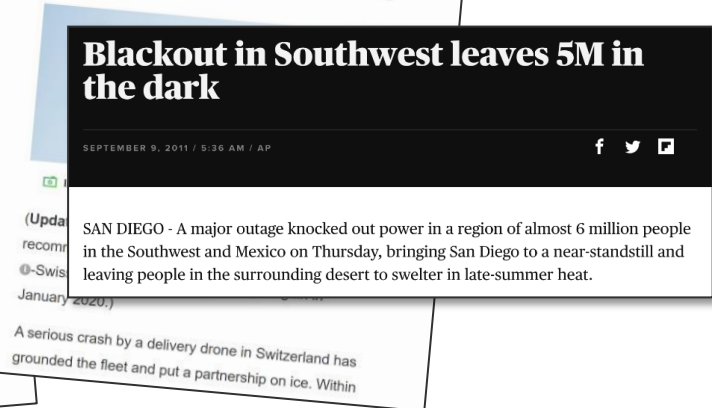 Blackout in Southwest leaves 5M in
the dark
SEPTEMBER 9, 2011 / 5:36 AM / AP
SAN DIEGO - A major outage knocked out power in a region of almost 6 million people
in the Southwest and Mexico on Thursday, bringing San Diego to a near-standstill and
leaving people in the surrounding desert to swelter in late-summer heat.
(Upda
recomm
-Swis
January 2020.)
A serious crash by a delivery drone in Switzerland has
grounded the fleet and put a partnership on ice. Within